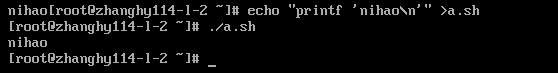 nihao[root@zhanghy114-l-2 ~]# echo "printf 'nihao\n'" >a.sh
[root@zhanghy114-l-2 ~]# ./a.sh
nihao
[root@zhanghy114-l-2 ~]# _